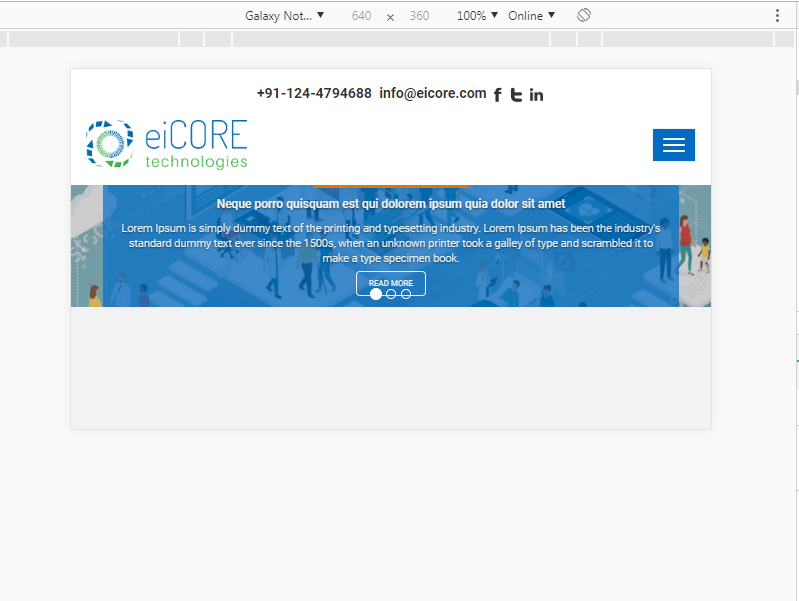 Galaxy Not... ▼ 640 × 360 100% ▼ Online ▼
+91-124-4794688 info@eicore.com
eiCORE
technologies
Neque porro quisquam est qui dolorem ipsum quia dolor sit amet
Lorem Ipsum is simply dummy text of the printing and typesetting industry. Lorem Ipsum has been the industry's
standard dummy text ever since the 1500s, when an unknown printer took a galley of type and scrambled it to
make a type specimen book.
READ MORE